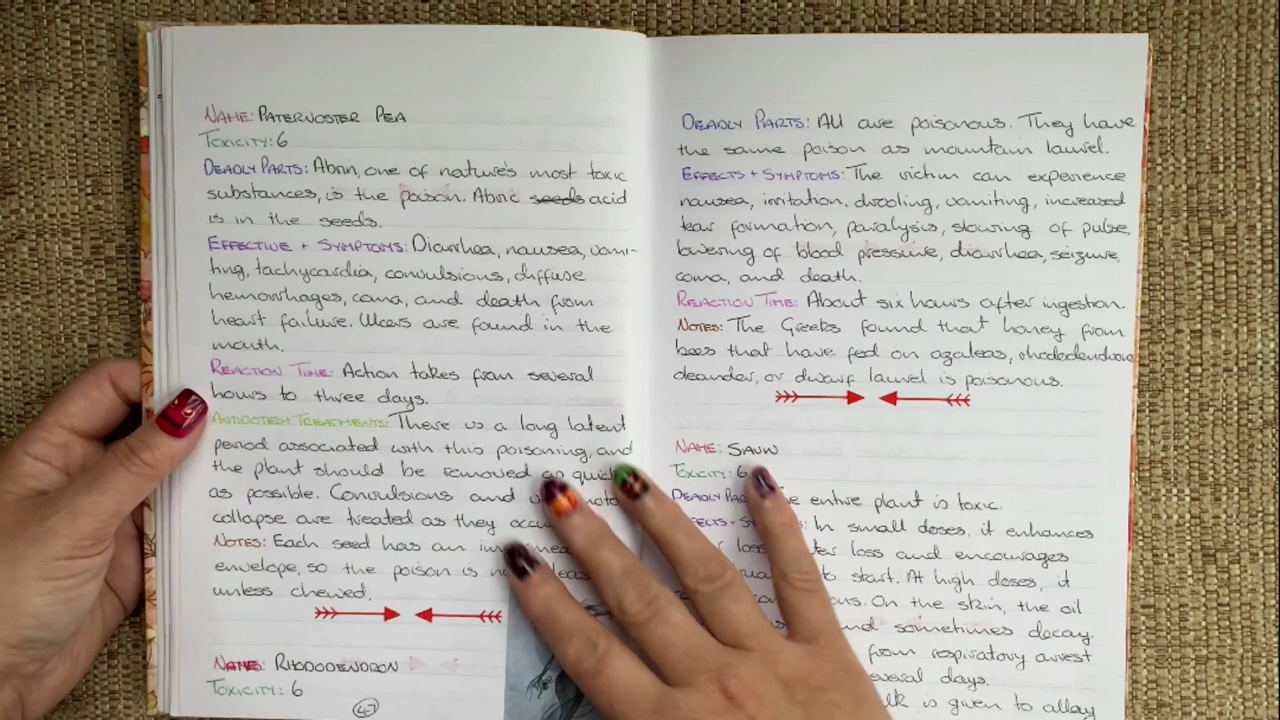 NAME: PATERNOSTER PEA
TOXICITY: 6
DEADLY PARTS: Abrin, one of nature's most toxic
substances, is the poison. Abric seeds acid
is in the seeds.
EFFECTIVE + SYMPTOMS: Diarrhea, nausea, vomi-
ting, tachycardia, convulsions, diffuse
hemorrhages, coma, and death from
heart failure. Ulcers are found in the
mouth.
REACTION TIME: Action takes from several
hours to three days.
ANTIDOTES + TREATMENTS: There is a long latent
period associated with this poisoning, and
the plant should be removed as quick
as possible. Convulsions and
collapse are treated as they occu
NOTES: Each seed has an
envelope, so the poison is
unless chewed.
NAME: RHODODENDRON
TOXICITY: 6
47
DEADLY PARTS: All are poisonous. They have
the same poison as mountain laurel.
EFFECTS + SYMPTOMS: The victim can experience
nausea, irritation, drooling, vomiting, increased
tear formation, paralysis, slowing of pulse,
lowering of blood pressure, diarrhea, seizure,
coma, and death.
REACTION TIME: About six hours after ingestion.
NOTES: The Greeks found that honey from
bees that have fed on azaleas, rhododendrons
oleander, or dwarf laurel is poisonous.
NAME: SAVIN
TOXICITY: 6
DEADLY PAR entire plant is toxic.
In small doses, it enhances
loss and encourages
to start. At high doses, it
On the skin, the oil
and sometimes decay.
from respiratory arrest
several days.
is given to allay